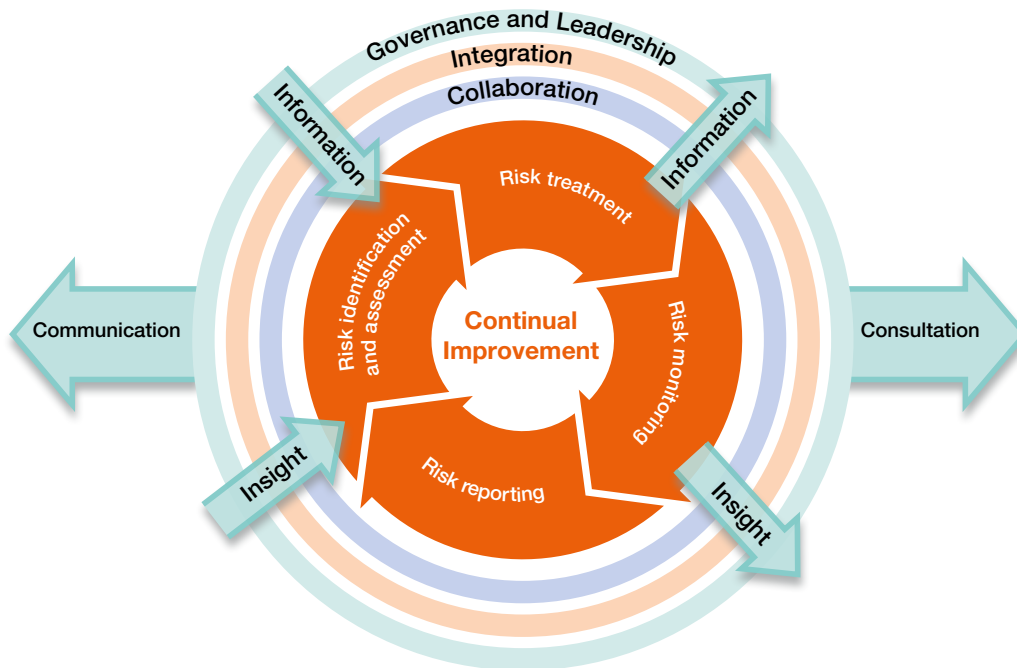 Governance and Leadership
Integration
Collaboration
Information
Information
Risk treatment
Risk identification
and assessment
Continual
Improvement
Risk monitoring
Communication
Consultation
Insight
Risk reporting
Insight